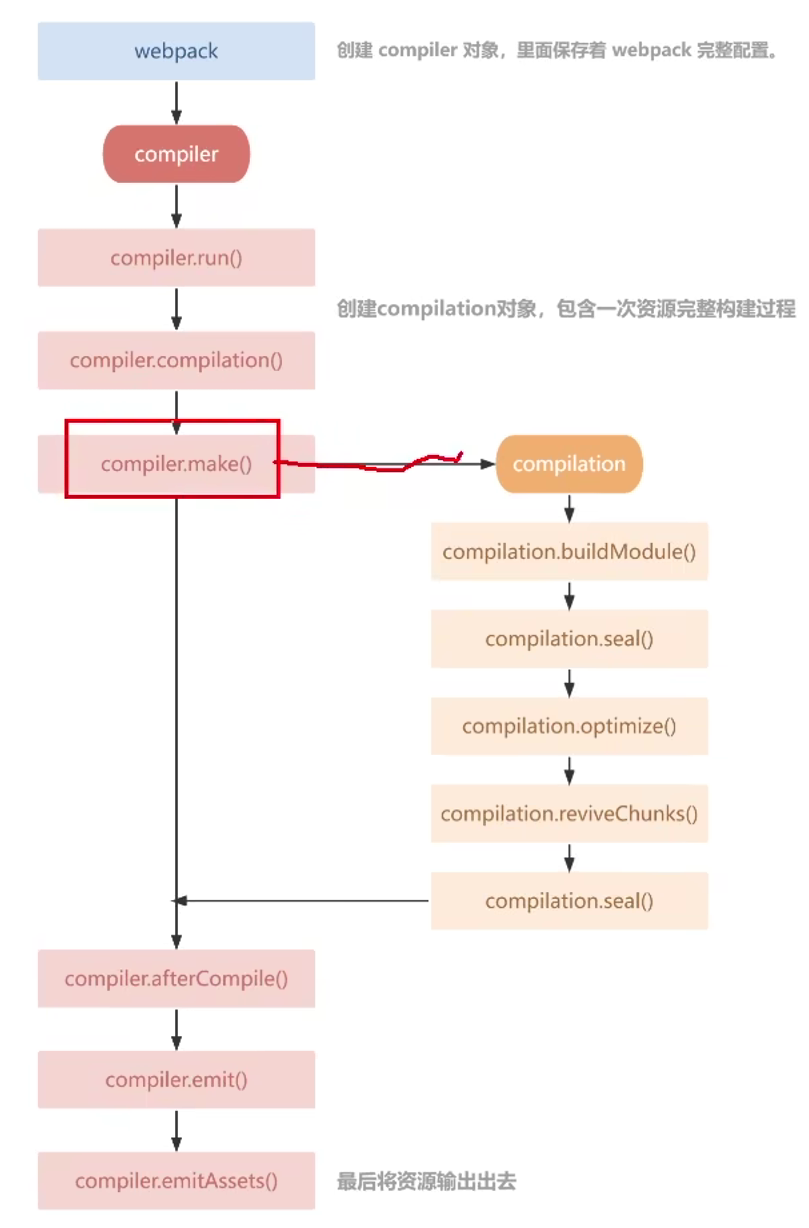 webpack
创建 compiler 对象，里面保存着 webpack 完整配置。
compiler
compiler.run()
创建compilation对象，包含一次资源完整构建过程
compiler.compilation()
compiler.make()
compilation
compilation.buildModule()
compilation.seal()
compilation.optimize()
compilation.reviveChunks()
compilation.seal()
compiler.afterCompile()
compiler.emit()
compiler.emitAssets()
最后将资源输出出去